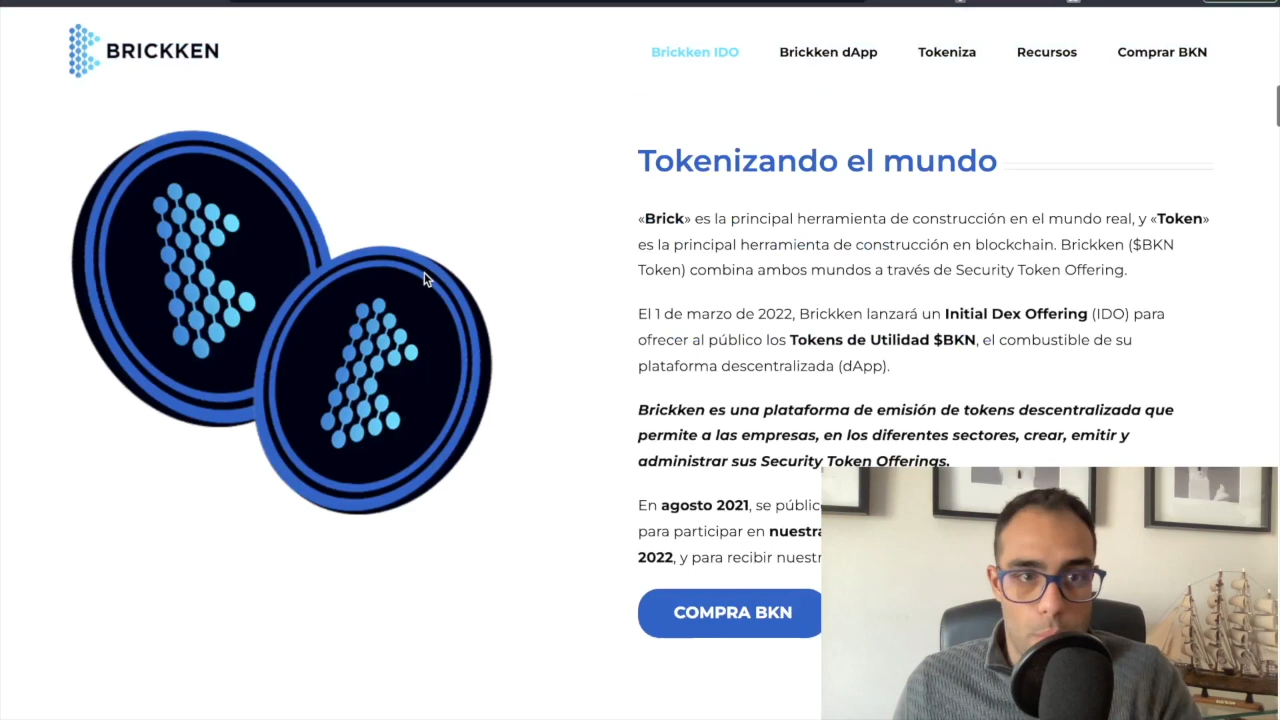 BRICKKEN
Brickken IDO Brickken dApp Tokeniza Recursos Comprar BKN
Tokenizando el mundo
«Brick» es la principal herramienta de construcción en el mundo real, y «Token»
es la principal herramienta de construcción en blockchain. Brickken ($BKN
Token) combina ambos mundos a través de Security Token Offering.
El 1 de marzo de 2022, Brickken lanzará un Initial Dex Offering (IDO) para
ofrecer al público los Tokens de Utilidad $BKN, el combustible de su
plataforma descentralizada (dApp).
Brickken es una plataforma de emisión de tokens descentralizada que
permite a las empresas, en los diferentes sectores, crear, emitir y
administrar sus Security Token Offerings.
En agosto 2021, se públic
para participar en nuestra
2022, y para recibir nuestr
COMPRA BKN